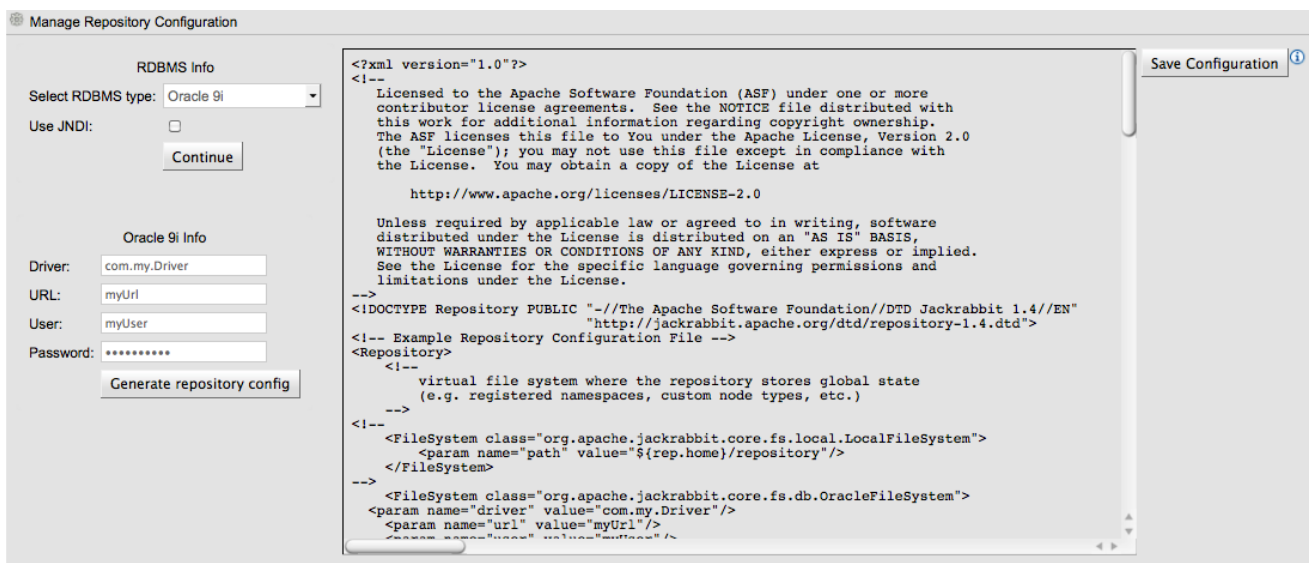 Manage Repository Configuration
RDBMS Info
Select RDBMS type: Oracle 9i
Use JNDI:
Continue
Oracle 9i Info
Driver: com.my.Driver
URL: myUrl
User: myUser
Password: ••••••••••
Generate repository config
<?xml version="1.0"?>
<!--
   Licensed to the Apache Software Foundation (ASF) under one or more
   contributor license agreements.  See the NOTICE file distributed with
   this work for additional information regarding copyright ownership.
   The ASF licenses this file to You under the Apache License, Version 2.0
   (the "License"); you may not use this file except in compliance with
   the License.  You may obtain a copy of the License at
       http://www.apache.org/licenses/LICENSE-2.0
   Unless required by applicable law or agreed to in writing, software
   distributed under the License is distributed on an "AS IS" BASIS,
   WITHOUT WARRANTIES OR CONDITIONS OF ANY KIND, either express or implied.
   See the License for the specific language governing permissions and
   limitations under the License.
-->
<!DOCTYPE Repository PUBLIC "-//The Apache Software Foundation//DTD Jackrabbit 1.4//EN"
                            "http://jackrabbit.apache.org/dtd/repository-1.4.dtd">
<!-- Example Repository Configuration File -->
<Repository>
    <!--
        virtual file system where the repository stores global state
        (e.g. registered namespaces, custom node types, etc.)
    -->
<!--
    <FileSystem class="org.apache.jackrabbit.core.fs.local.LocalFileSystem">
        <param name="path" value="${rep.home}/repository"/>
    </FileSystem>
-->
    <FileSystem class="org.apache.jackrabbit.core.fs.db.OracleFileSystem">
  <param name="driver" value="com.my.Driver"/>
    <param name="url" value="myUrl"/>
    <param name="user" value="myUser"/>
Save Configuration